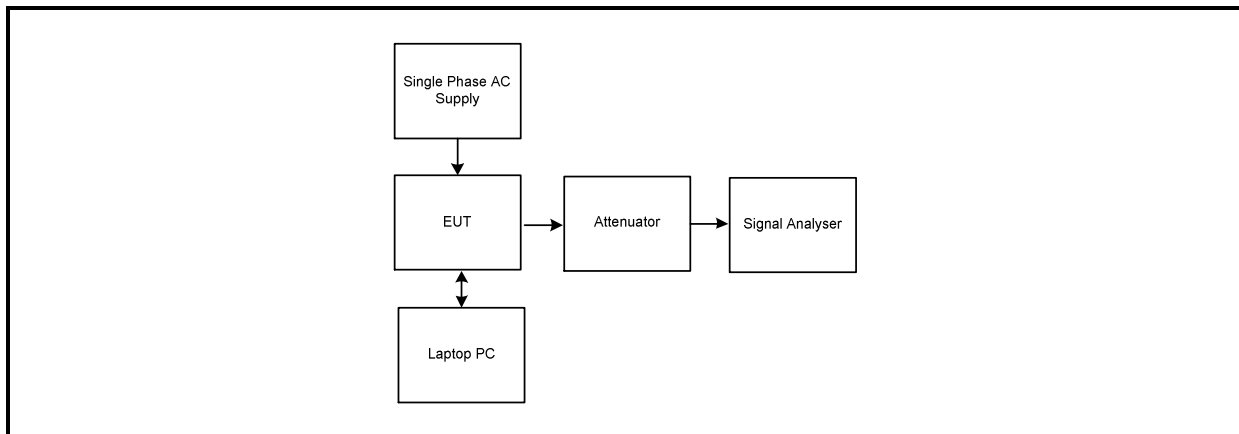 Single Phase AC
Supply
EUT
Attenuator
Signal Analyser
Laptop PC